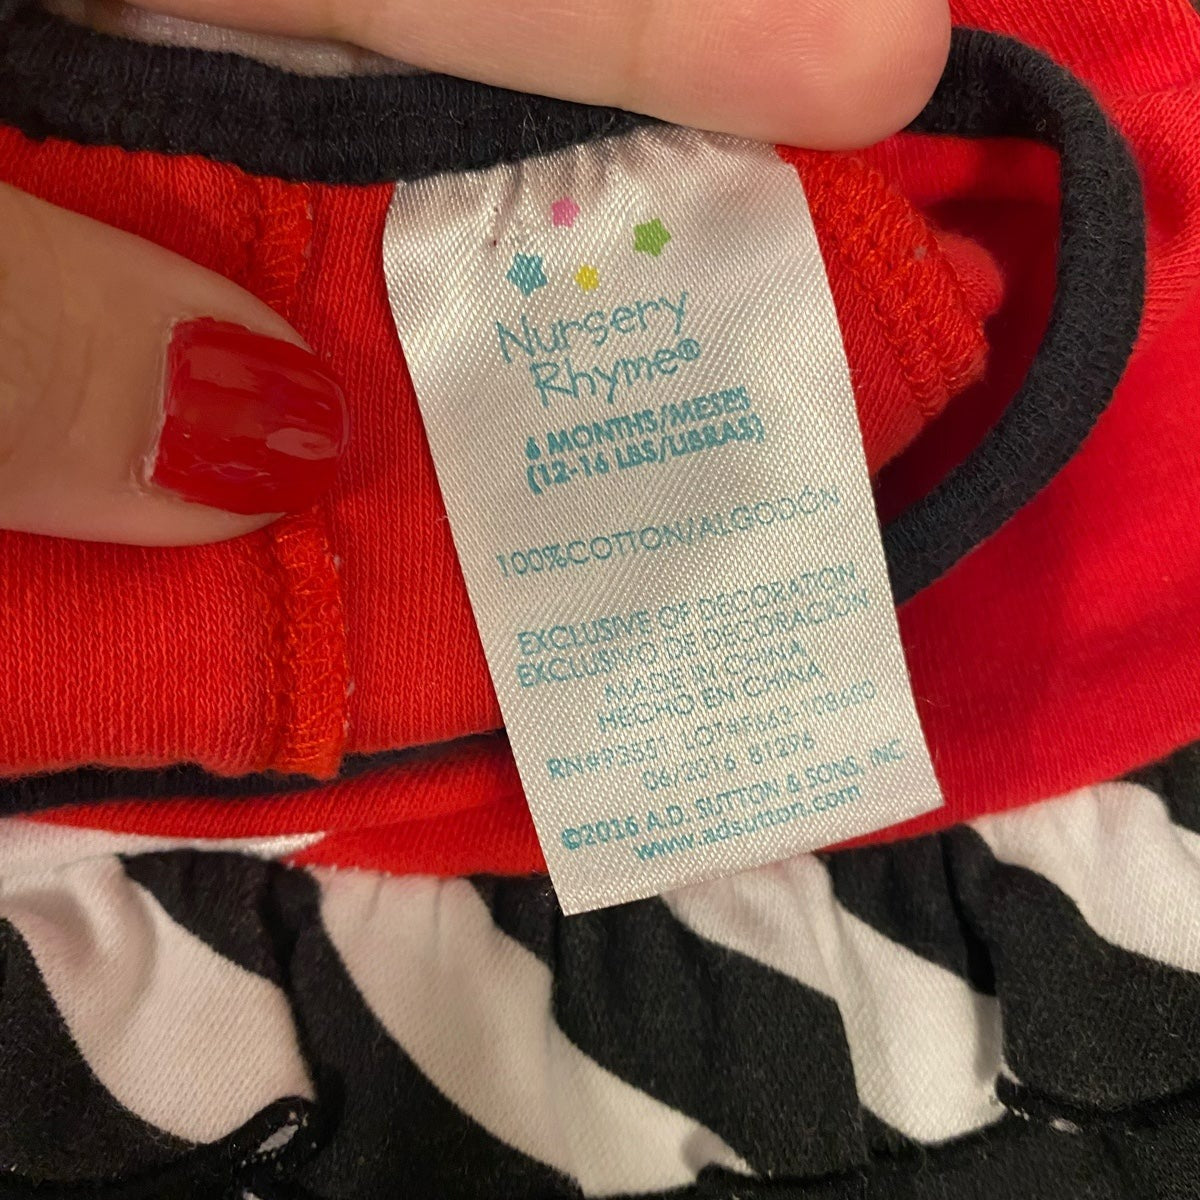 Nursery
Rhyme®
6 MONTHS/MESES
(12-16 LBS/LIBRAS)
100%COTTON/ALGODÓN
EXCLUSIVE OF DECORATION
EXCLUSIVO DE DECORACIÓN
MADE IN CHINA
HECHO EN CHINA
06/2016 81296
©2016 A.D. SUTTON & SONS, INC.
www.adsutton.com